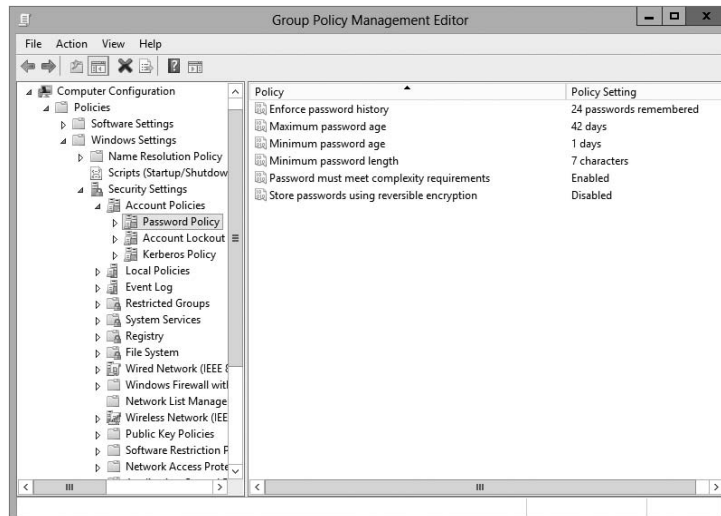 Group Policy Management Editor
File Action View Help
Computer Configuration
Policies
Software Settings
Windows Settings
Name Resolution Policy
Scripts (Startup/Shutdow
Security Settings
Account Policies
Password Policy
Account Lockout
Kerberos Policy
Local Policies
Event Log
Restricted Groups
System Services
Registry
File System
Wired Network (IEEE 8
Windows Firewall wit
Network List Manage
Wireless Network (IEE
Public Key Policies
Software Restriction P
Network Access Prote
Policy Policy Setting
Enforce password history 24 passwords remembered
Maximum password age 42 days
Minimum password age 1 days
Minimum password length 7 characters
Password must meet complexity requirements Enabled
Store passwords using reversible encryption Disabled